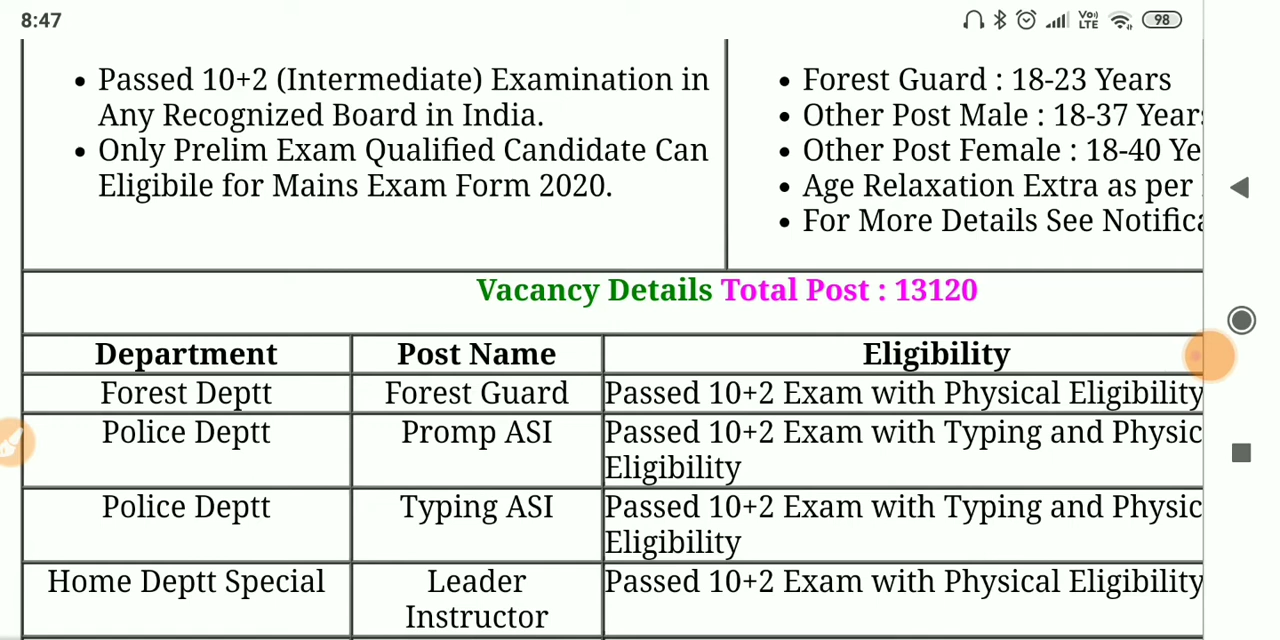 8:47
Vo)
LTE
98
Passed 10+2 (Intermediate) Examination in
Any Recognized Board in India.
Only Prelim Exam Qualified Candidate Can
Eligibile for Mains Exam Form 2020.
Forest Guard : 18-23 Years
Other Post Male : 18-37 Years
Other Post Female : 18-40 Ye
Age Relaxation Extra as per
For More Details See Notifica
Vacancy Details Total Post : 13120
Department Post Name Eligibility
Forest Deptt Forest Guard Passed 10+2 Exam with Physical Eligibility
Police Deptt Promp ASI Passed 10+2 Exam with Typing and Physic
Eligibility
Police Deptt Typing ASI Passed 10+2 Exam with Typing and Physic
Eligibility
Home Deptt Special Leader Passed 10+2 Exam with Physical Eligibility
Instructor